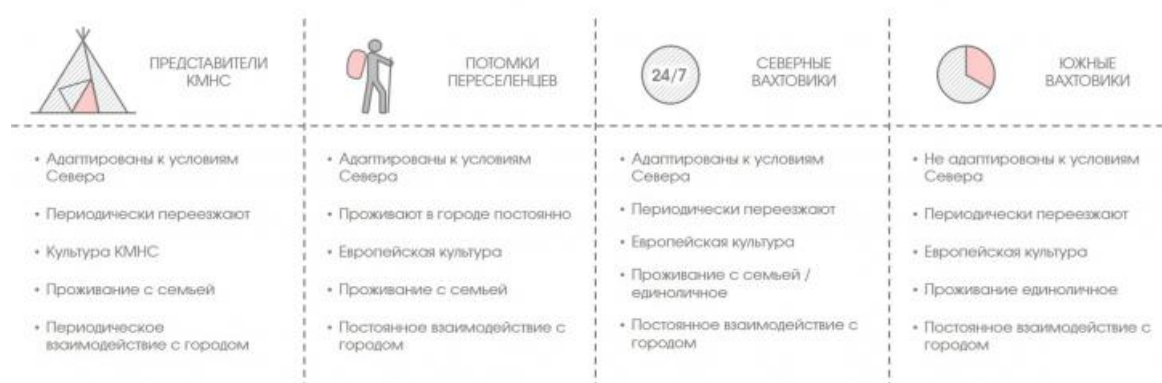 ПРЕДСТАВИТЕЛИ
КМНС
• Адаптированы к условиям
Севера
• Периодически переезжают
• Культура КМНС
• Проживание с семьей
• Периодическое
взаимодействие с городом
ПОТОМКИ
ПЕРЕСЕЛЕНЦЕВ
• Адаптированы к условиям
Севера
• Проживают в городе постоянно
• Европейская культура
• Проживание с семьей
• Постоянное взаимодействие с
городом
24/7
СЕВЕРНЫЕ
ВАХТОВИКИ
• Адаптированы к условиям
Севера
• Периодически переезжают
• Европейская культура
• Проживание с семьей /
единоличное
• Постоянное взаимодействие с
городом
ЮЖНЫЕ
ВАХТОВИКИ
• Не адаптированы к условиям
Севера
• Периодически переезжают
• Европейская культура
• Проживание единоличное
• Постоянное взаимодействие с
городом